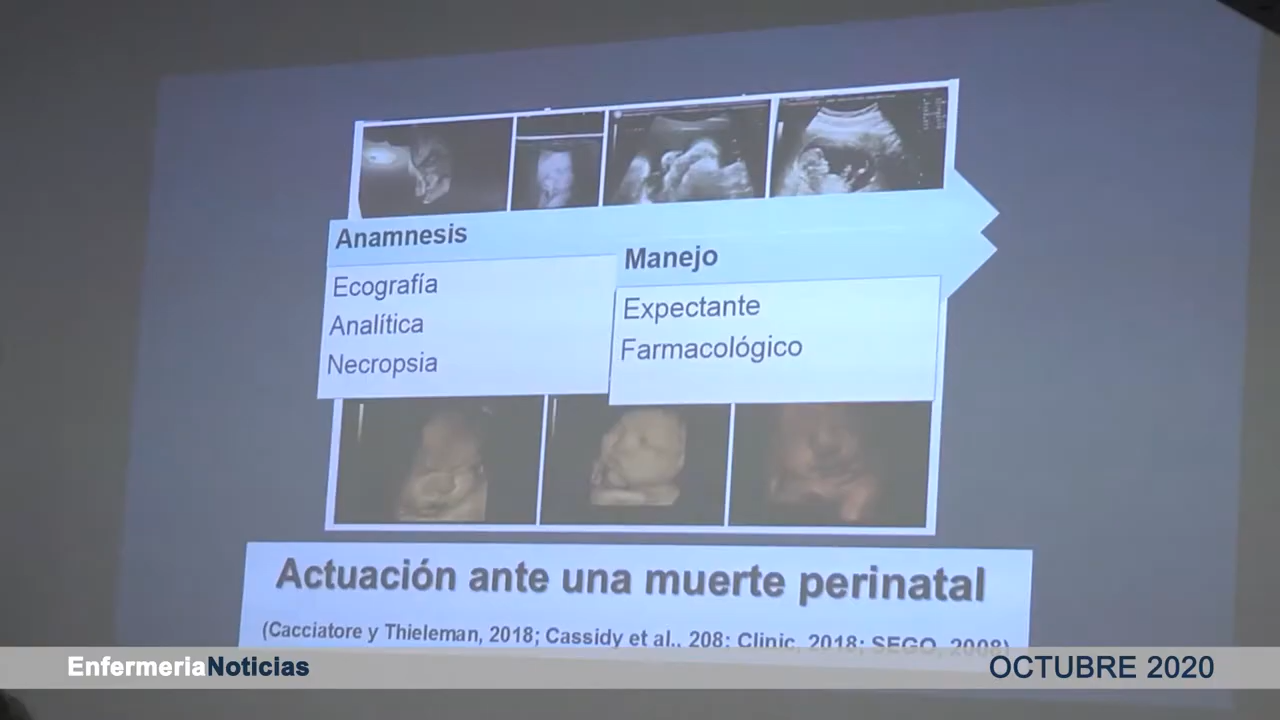 Anamnesis
Ecografía
Analítica
Necropsia
Manejo
Expectante
Farmacológico
Actuación ante una muerte perinatal
(Cacciatore y Thieleman, 2018; Cassidy et al., 208; Clinic, 2018; SEGO, 2008)
EnfermeriaNoticias
OCTUBRE 2020